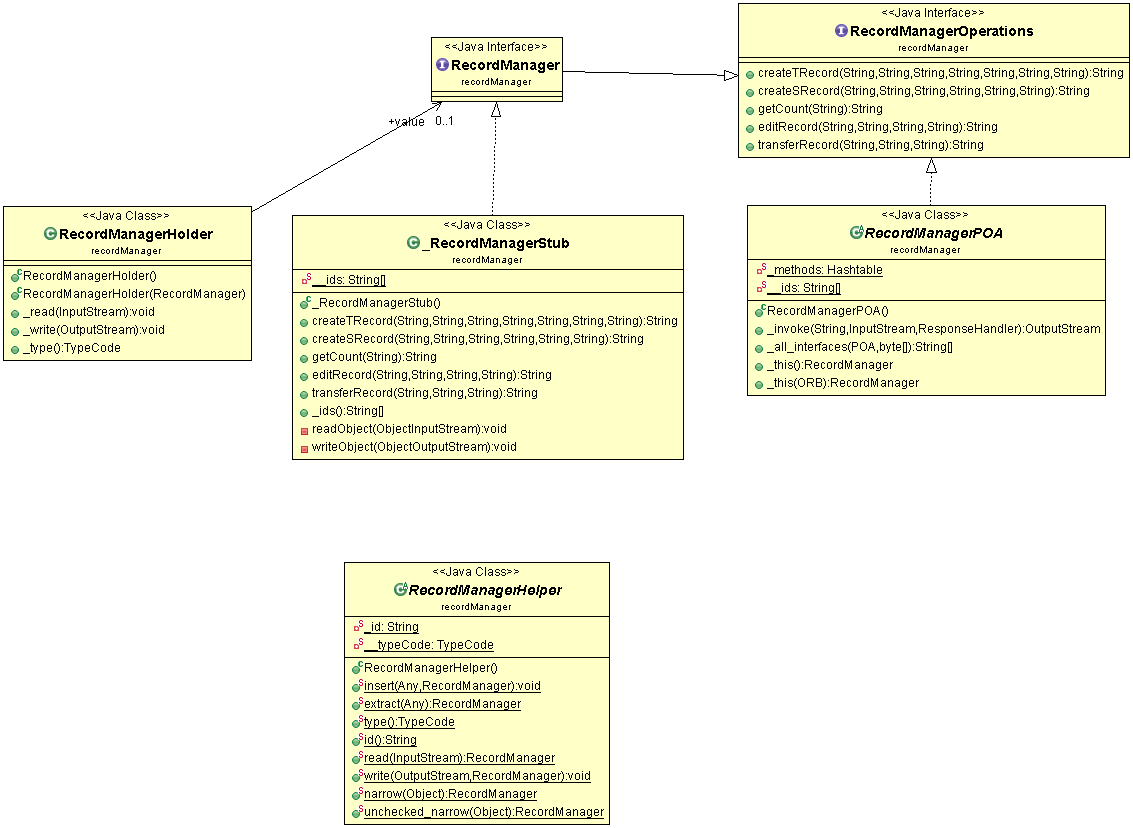 <<Java Interface>>
RecordManagerOperations
recordManager
createTRecord(String,String,String,String,String,String,String):String
createSRecord(String,String,String,String,String,String):String
getCount(String):String
editRecord(String,String,String,String):String
transferRecord(String,String,String):String
<<Java Interface>>
RecordManager
recordManager
+value 0..1
<<Java Class>>
RecordManagerHolder
recordManager
RecordManagerHolder()
RecordManagerHolder(RecordManager)
_read(InputStream):void
_write(OutputStream):void
_type():TypeCode
<<Java Class>>
_RecordManagerStub
recordManager
__ids: String[]
_RecordManagerStub()
createTRecord(String,String,String,String,String,String,String):String
createSRecord(String,String,String,String,String,String):String
getCount(String):String
editRecord(String,String,String,String):String
transferRecord(String,String,String):String
_ids():String[]
readObject(ObjectInputStream):void
writeObject(ObjectOutputStream):void
<<Java Class>>
RecordManagerPOA
recordManager
_methods: Hashtable
__ids: String[]
RecordManagerPOA()
_invoke(String,InputStream,ResponseHandler):OutputStream
_all_interfaces(POA,byte[]):String[]
_this():RecordManager
_this(ORB):RecordManager
<<Java Class>>
RecordManagerHelper
recordManager
_id: String
__typeCode: TypeCode
RecordManagerHelper()
insert(Any,RecordManager):void
extract(Any):RecordManager
type():TypeCode
id():String
read(InputStream):RecordManager
write(OutputStream,RecordManager):void
narrow(Object):RecordManager
unchecked_narrow(Object):RecordManager